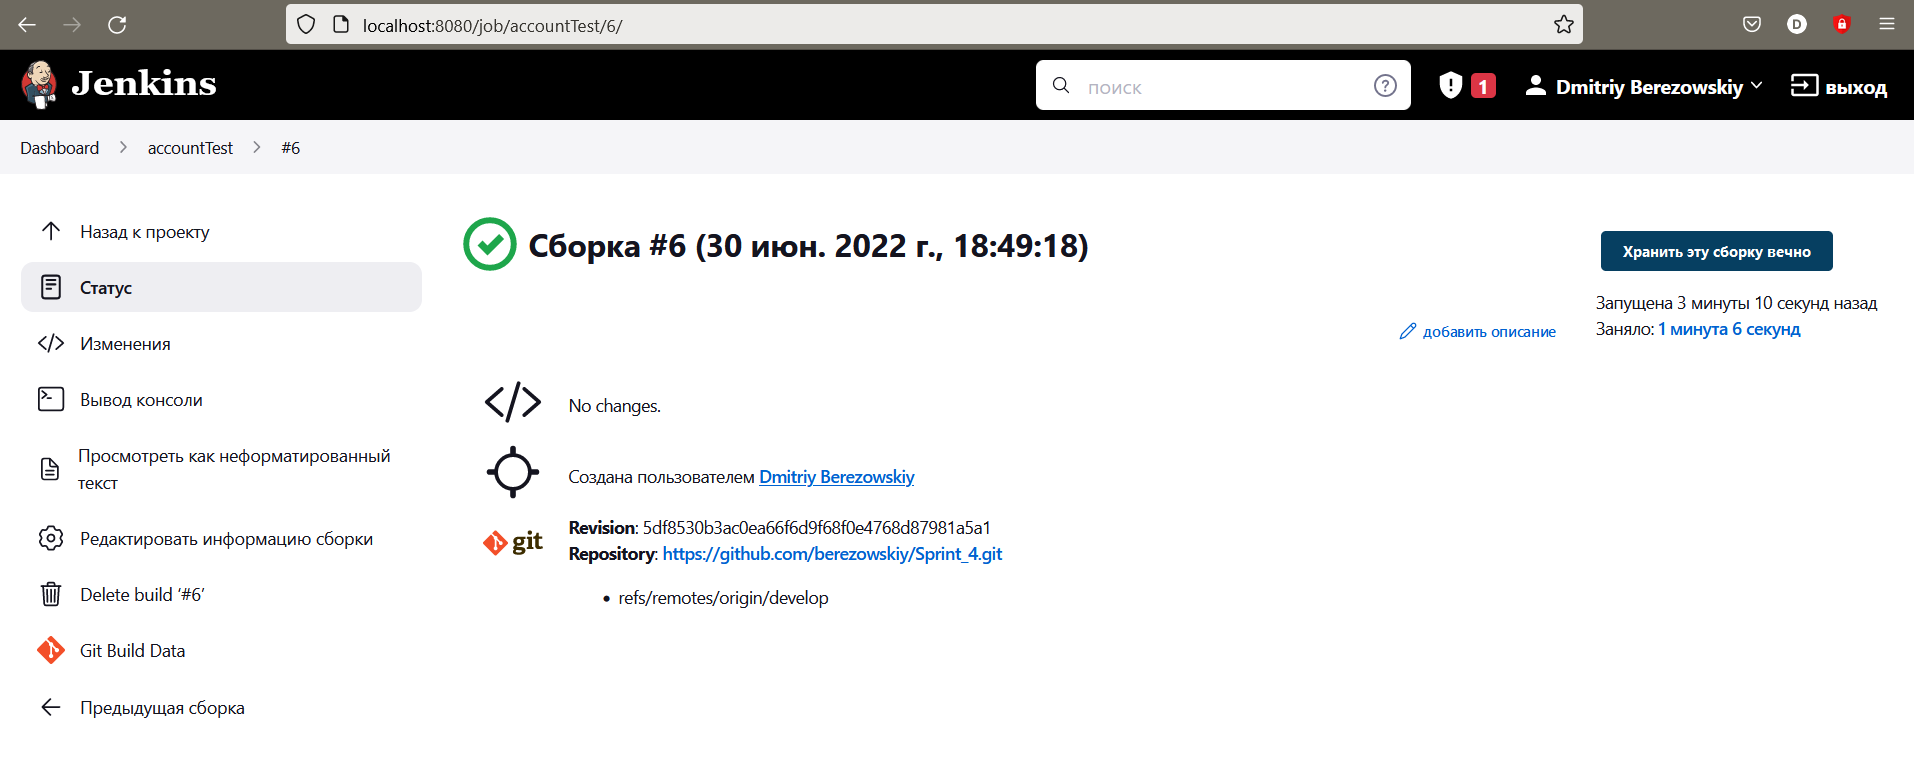 localhost:8080/job/accountTest/6/
D
Jenkins
поиск
1
Dmitriy Berezowskiy
выход
Dashboard
accountTest
#6
Назад к проекту
Статус
Изменения
Вывод консоли
Просмотреть как неформатированный
текст
Редактировать информацию сборки
Delete build ‘#6’
Git Build Data
Предыдущая сборка
Сборка #6 (30 июн. 2022 г., 18:49:18)
Хранить эту сборку вечно
Запущена 3 минуты 10 секунд назад
Заняло: 1 минута 6 секунд
добавить описание
No changes.
Создана пользователем Dmitriy Berezowskiy
git
Revision: 5df8530b3ac0ea66f6d9f68f0e4768d87981a5a1
Repository: https://github.com/berezowskiy/Sprint_4.git
• refs/remotes/origin/develop